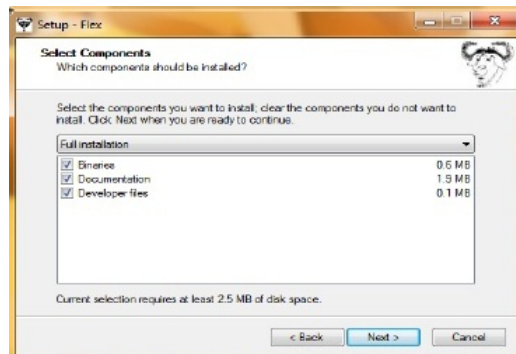 Setup - Flex
Select Components
Which components should be installed?
Select the components you want to install; clear the components you do not want to
install. Click Next when you are ready to continue.
Full installation
Binaries 0.6 MB
Documentation 1.9 MB
Developer files 0.1 MB
Current selection requires at least 2.5 MB of disk space.
< Back Next > Cancel